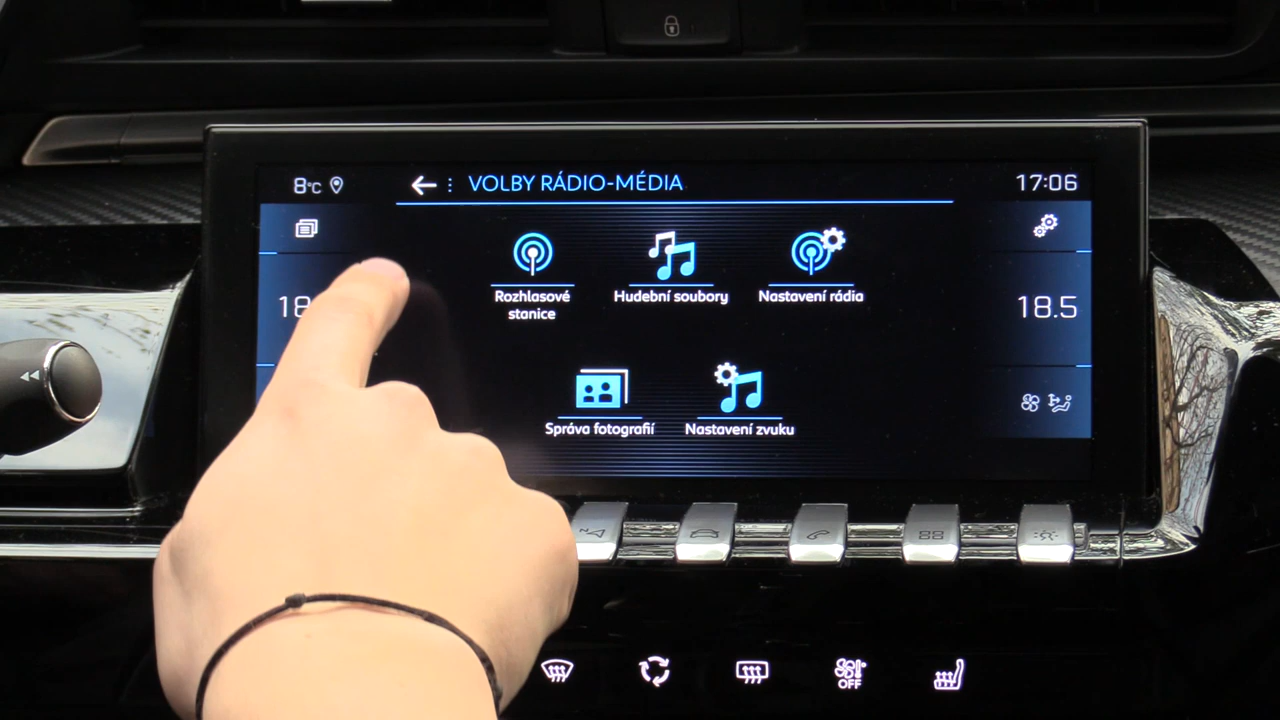 8°C
VOLBY RÁDIO-MÉDIA
17:06
18
18.5
Rozhlasové
stanice
Hudební soubory
Nastavení rádia
Správa fotografií
Nastavení zvuku
N
OFF